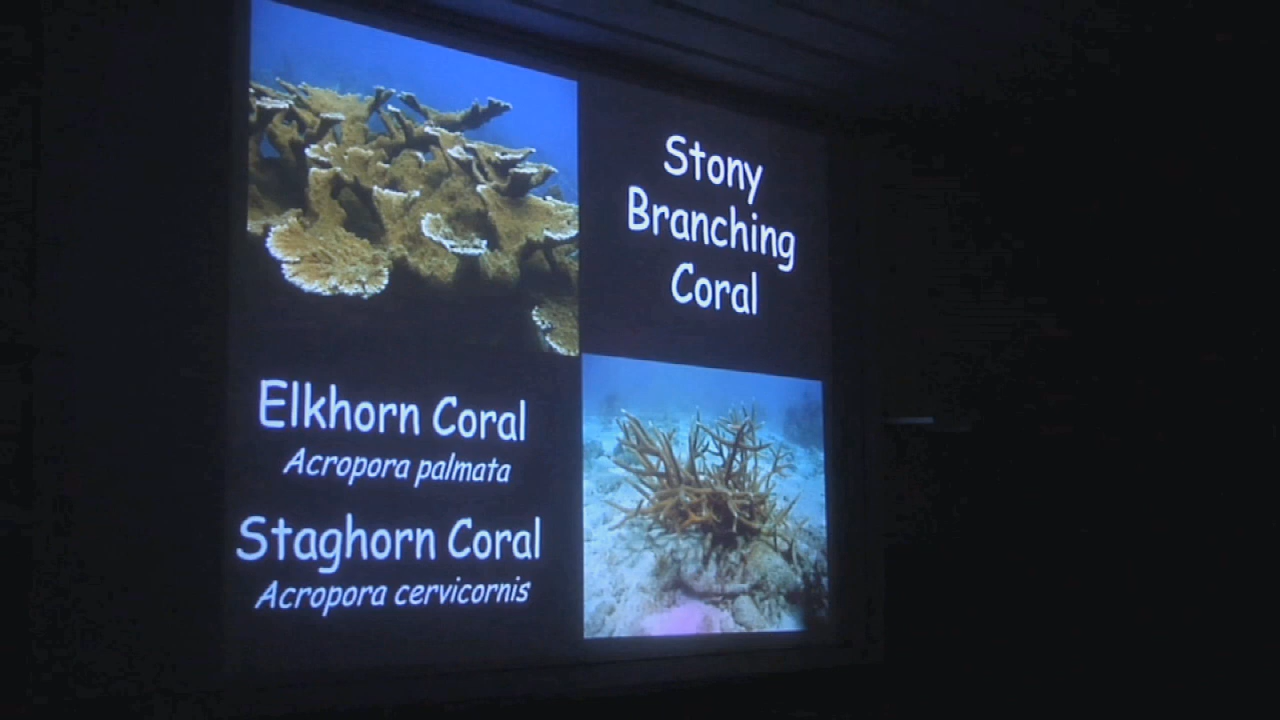 Stony
Branching
Coral
Elkhorn Coral
Acropora palmata
Staghorn Coral
Acropora cervicornis